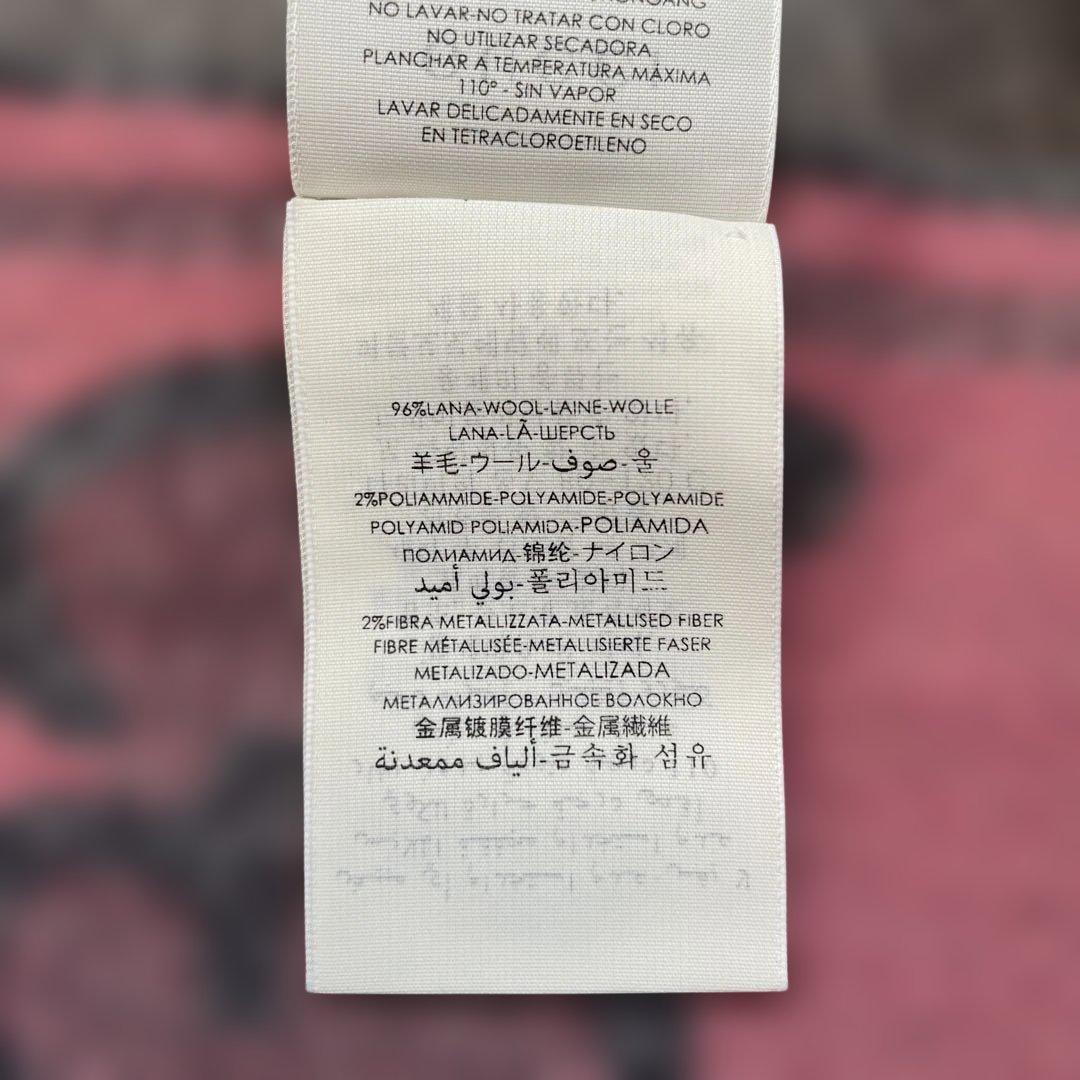 NO LAVAR-NO TRATAR CON CLORO
NO UTILIZAR SECADORA
PLANCHAR A TEMPERATURA MÁXIMA
110° - SIN VAPOR
LAVAR DELICADAMENTE EN SECO
EN TETRACLOROETILENO
96%LANA-WOOL-LAINE-WOLLE
LANA-LÃ-ШЕРСТЬ
羊毛-ウール-صوف-울
2%POLIAMMIDE-POLYAMIDE-POLYAMIDE
POLYAMID POLIAMIDA-POLIAMIDA
ПОЛИАМИД-锦纶-ナイロン
بولي أميد-폴리아미드
2%FIBRA METALLIZZATA-METALLISED FIBER
FIBRE MÉTALLISÉE-METALLISIERTE FASER
METALIZADO-METALIZADA
МЕТАЛЛИЗИРОВАННОЕ ВОЛОКНО
金属镀膜纤维-金属繊維
ألياف ممعدنة-금속화 섬유